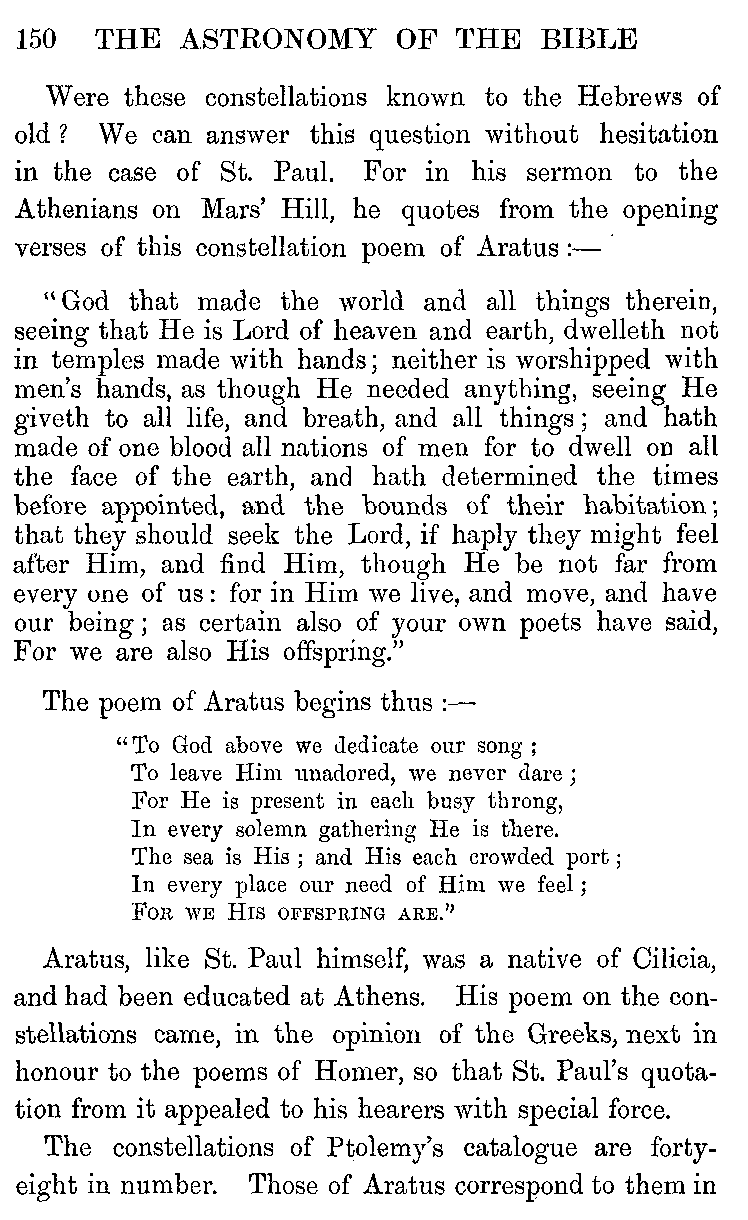 150 THE ASTRONOMY OF THE BIBLE
Were these constellations known to the Hebrews of
old? We can answer this question without hesitation
in the case of St. Paul. For in his sermon to the
Athenians on Mars' Hill, he quotes from the opening
verses of this constellation poem of Aratus:—
"God that made the world and all things therein,
seeing that He is Lord of heaven and earth, dwelleth not
in temples made with hands; neither is worshipped with
men's hands, as though He needed anything, seeing He
giveth to all life, and breath, and all things; and hath
made of one blood all nations of men for to dwell on all
the face of the earth, and hath determined the times
before appointed, and the bounds of their habitation;
that they should seek the Lord, if haply they might feel
after Him, and find Him, though He be not far from
every one of us: for in Him we live, and move, and have
our being; as certain also of your own poets have said,
For we are also His offspring."
The poem of Aratus begins thus:—
"To God above we dedicate our song;
To leave Him unadored, we never dare;
For He is present in each busy throng,
In every solemn gathering He is there.
The sea is His; and His each crowded port;
In every place our need of Him we feel;
FOR WE HIS OFFSPRING ARE."
Aratus, like St. Paul himself, was a native of Cilicia,
and had been educated at Athens. His poem on the con-
stellations came, in the opinion of the Greeks, next in
honour to the poems of Homer, so that St. Paul's quota-
tion from it appealed to his hearers with special force.
The constellations of Ptolemy's catalogue are forty-
eight in number. Those of Aratus correspond to them in